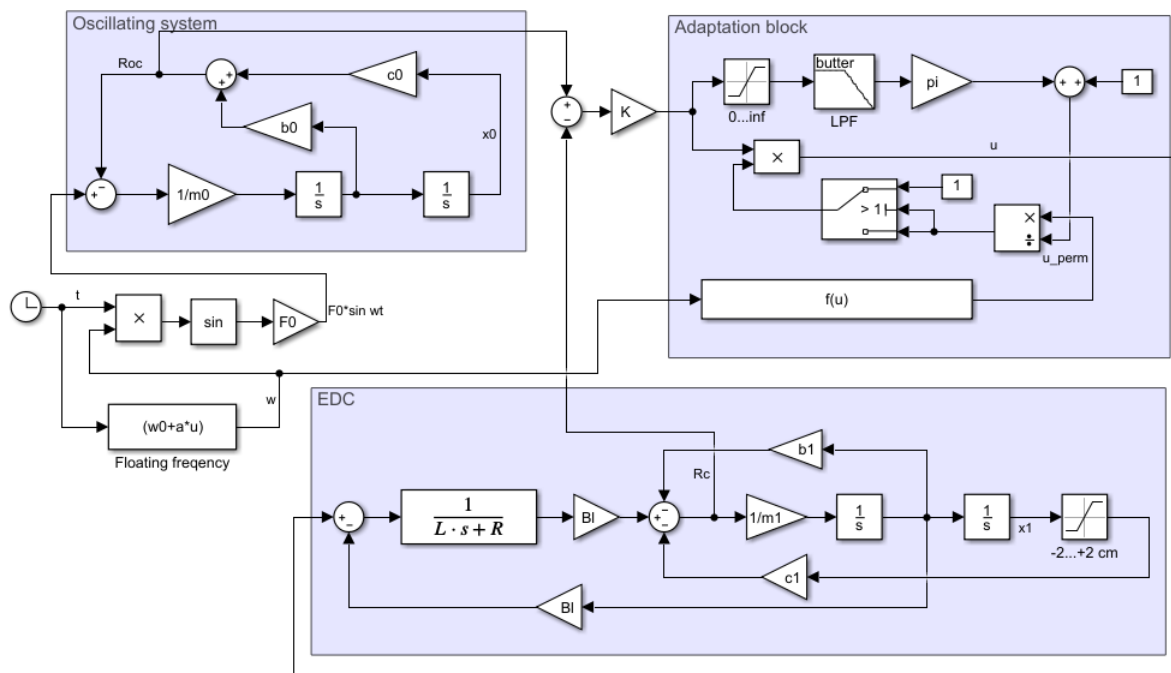 Oscillating system
Roc
+
+
c0
b0
x0
+
−
1/m0
1
s
1
s
+
−
K
Adaptation block
0...inf
butter
LPF
pi
+ +
1
×
u
1
> 1
×
÷
u_perm
f(u)
t
×
sin
F0
F0*sin wt
w
(w0+a*u)
Floating freqency
EDC
b1
Rc
+
−
1
L · s + R
Bl
−
+
−
1/m1
1
s
1
s
x1
-2...+2 cm
c1
Bl